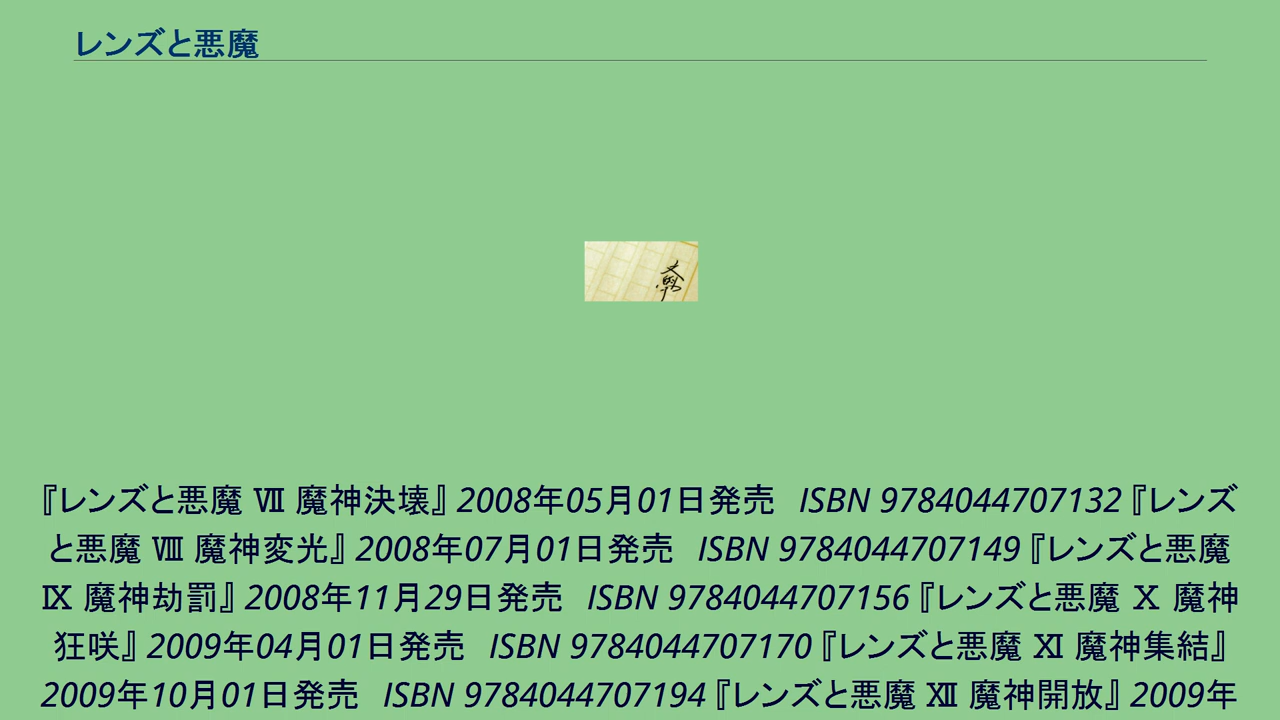 レンズと悪魔
『レンズと悪魔 Ⅶ 魔神決壊』 2008年05月01日発売 ISBN 9784044707132 『レンズ
と悪魔 Ⅷ 魔神変光』 2008年07月01日発売 ISBN 9784044707149 『レンズと悪魔
Ⅸ 魔神劫罰』 2008年11月29日発売 ISBN 9784044707156 『レンズと悪魔 Ⅹ 魔神
狂咲』 2009年04月01日発売 ISBN 9784044707170 『レンズと悪魔 Ⅺ 魔神集結』
2009年10月01日発売 ISBN 9784044707194 『レンズと悪魔 Ⅻ 魔神開放』 2009年